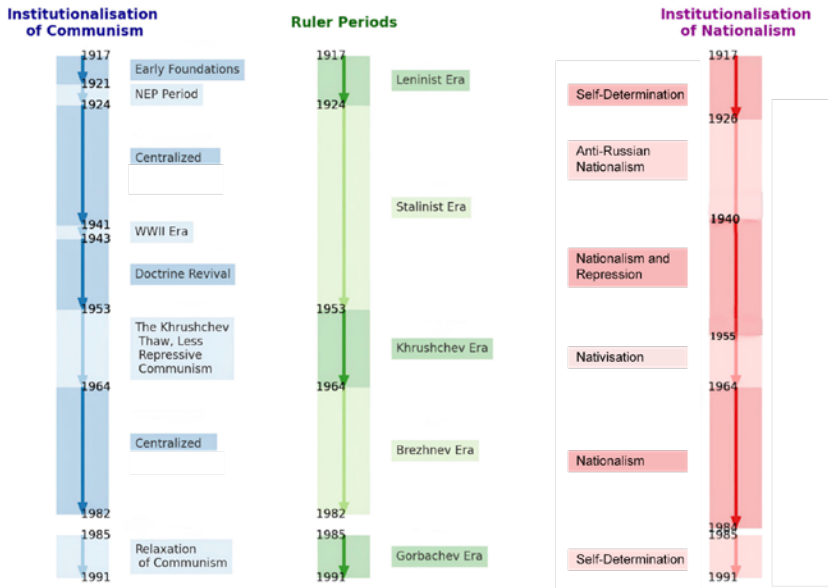 Institutionalisation
of Communism
1917
Early Foundations
1921
NEP Period
1924
Centralized
1941
WWII Era
1943
Doctrine Revival
1953
The Khrushchev
Thaw, Less
Repressive
Communism
1964
Centralized
1982
1985
Relaxation
of Communism
1991
Ruler Periods
1917
Leninist Era
1924
Stalinist Era
1953
Khrushchev Era
1964
Brezhnev Era
1982
1985
Gorbachev Era
1991
Institutionalisation
of Nationalism
1917
Self-Determination
1926
Anti-Russian
Nationalism
1940
Nationalism and
Repression
1955
Nativisation
1964
Nationalism
1984
1985
Self-Determination
1991